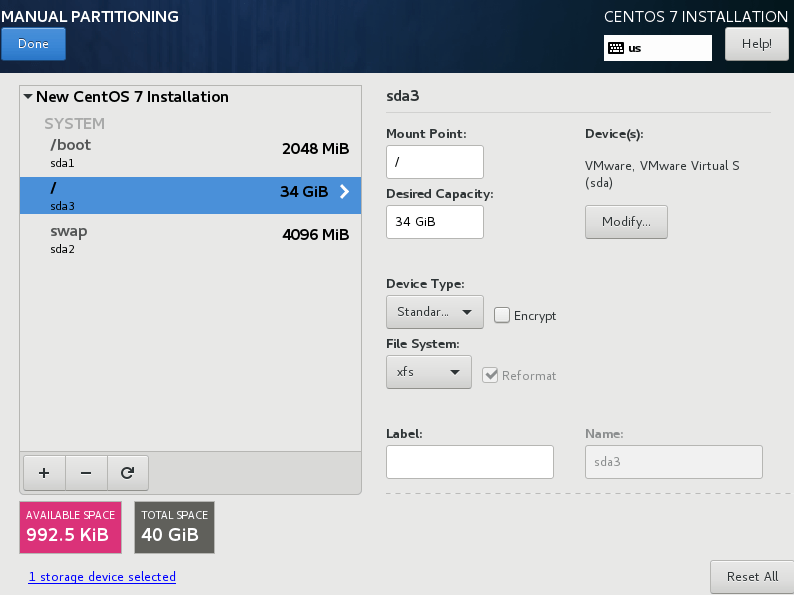 MANUAL PARTITIONING
CENTOS 7 INSTALLATION
Done
us
Help!
New CentOS 7 Installation
SYSTEM
/boot
2048 MiB
sda1
/
34 GiB
sda3
swap
4096 MiB
sda2
+ −
AVAILABLE SPACE
992.5 KiB
TOTAL SPACE
40 GiB
1 storage device selected
sda3
Mount Point:
/
Desired Capacity:
34 GiB
Device(s):
VMware, VMware Virtual S
(sda)
Modify...
Device Type:
Standar...
Encrypt
File System:
xfs
Reformat
Label:
Name:
sda3
Reset All